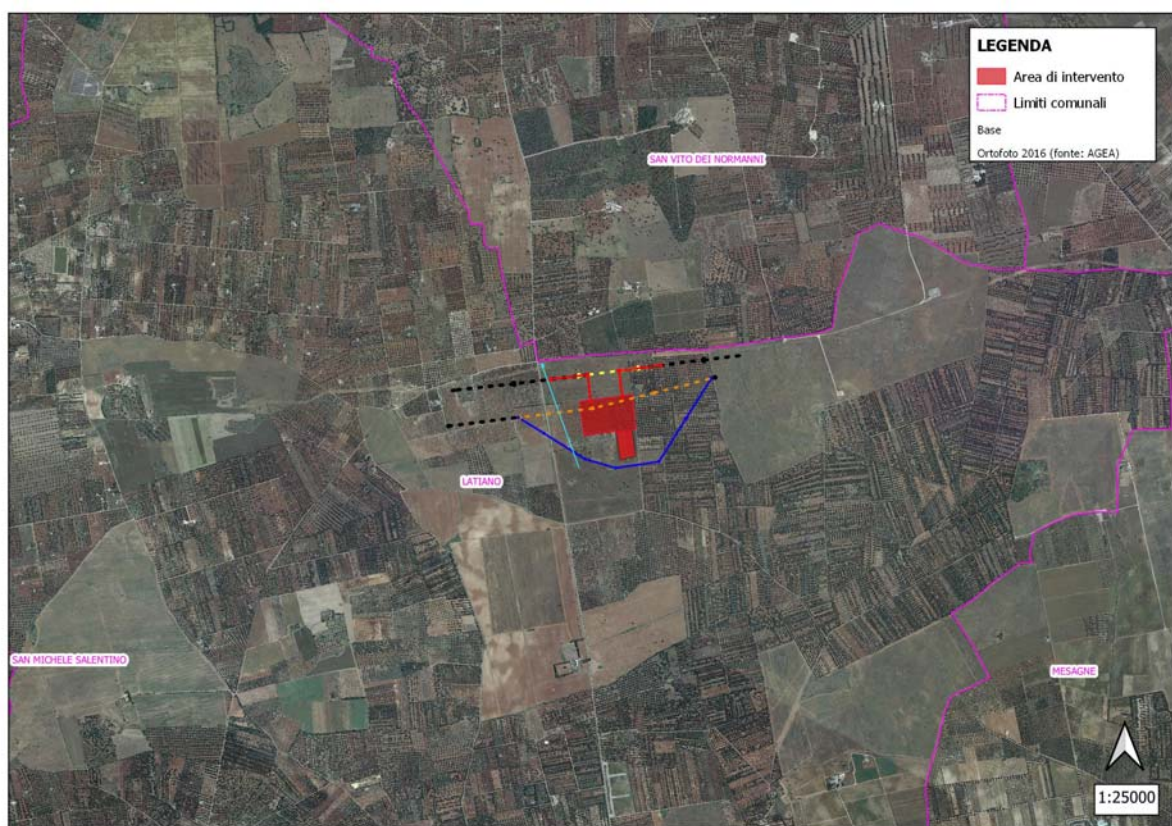 LEGENDA
Area di intervento
Limiti comunali
Base
Ortofoto 2016 (fonte: AGEA)
SAN VITO DEI NORMANNI
LATIANO
SAN MICHELE SALENTINO
MESAGNE
1:25000